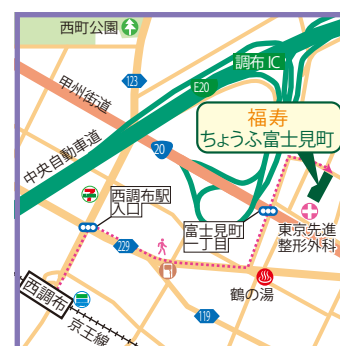 西町公園
123
調布IC
E20
甲州街道
福寿
ちょうふ富士見町
中央自動車道
20
7
西調布駅
入口
富士見町
一丁目
東京先進
整形外科
229
鶴の湯
西調布
119
京王線